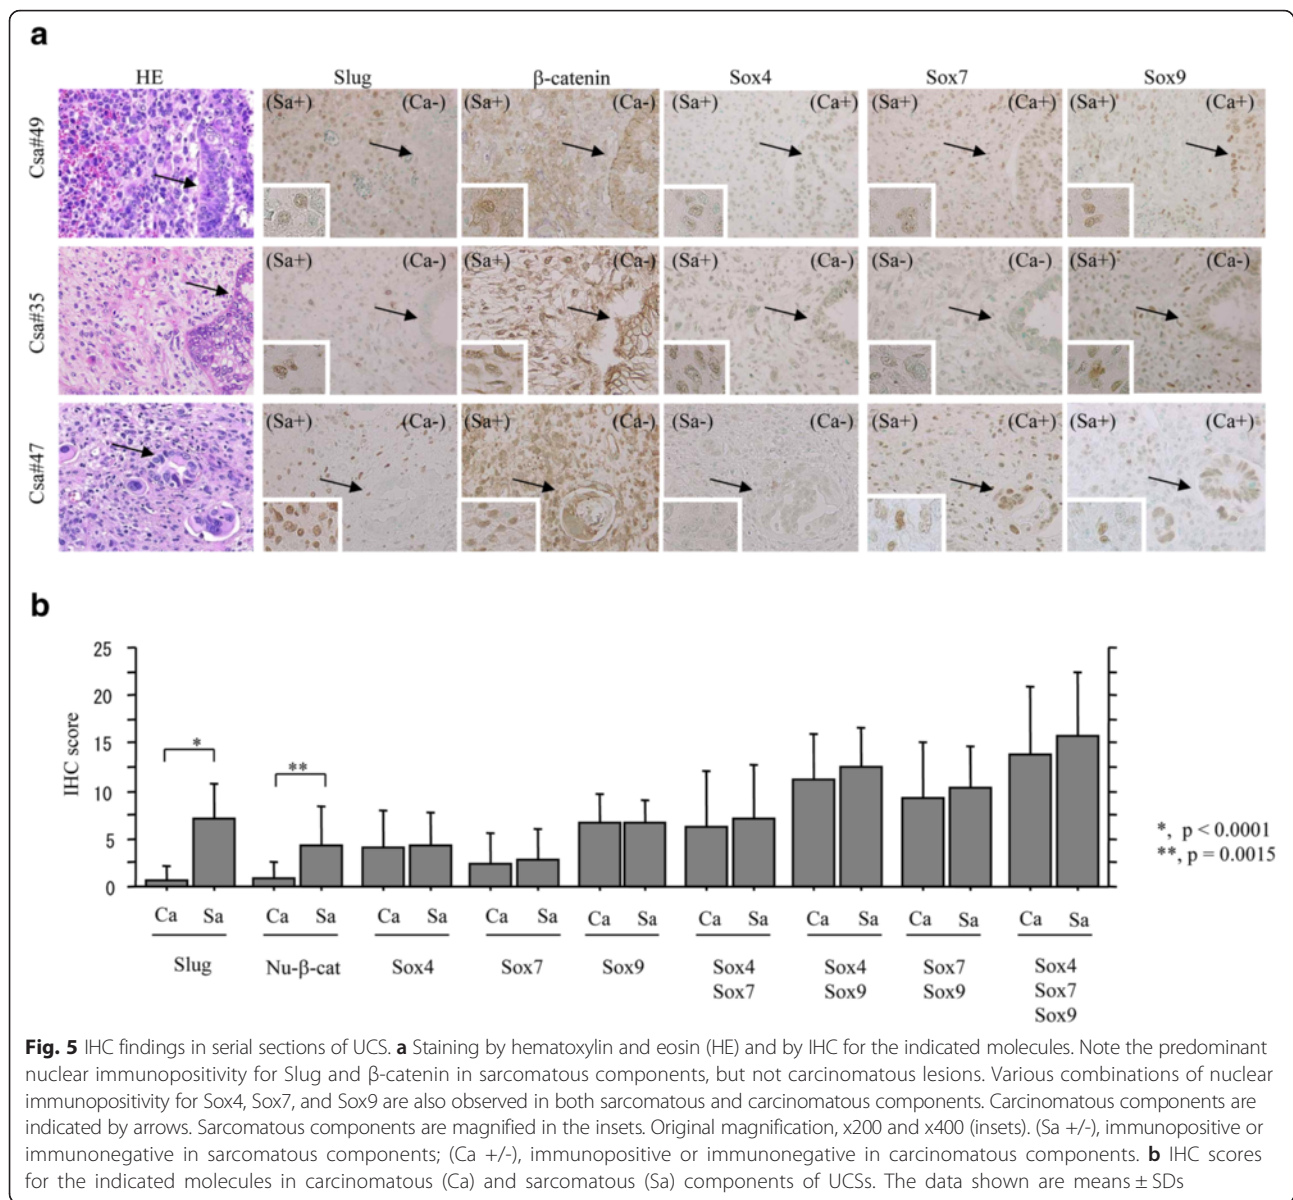 a
HE Slug β-catenin Sox4 Sox7 Sox9
Csa#49
(Sa+) (Ca-) (Sa+) (Ca-) (Sa+) (Ca+) (Sa+) (Ca+) (Sa+) (Ca+)
Csa#35
(Sa+) (Ca-) (Sa+) (Ca-) (Sa+) (Ca-) (Sa-) (Ca-) (Sa+) (Ca-)
Csa#47
(Sa+) (Ca-) (Sa+) (Ca-) (Sa-) (Ca-) (Sa+) (Ca+) (Sa+) (Ca+)
b
IHC score
25
20
15
10
5
0
* **
*, p < 0.0001
**, p = 0.0015
Ca Sa Ca Sa Ca Sa Ca Sa Ca Sa Ca Sa Ca Sa Ca Sa Ca Sa
Slug Nu-β-cat Sox4 Sox7 Sox9 Sox4 Sox4 Sox7 Sox4
Sox7 Sox9 Sox9 Sox7
Sox9
Fig. 5 IHC findings in serial sections of UCS. a Staining by hematoxylin and eosin (HE) and by IHC for the indicated molecules. Note the predominant
nuclear immunopositivity for Slug and β-catenin in sarcomatous components, but not carcinomatous lesions. Various combinations of nuclear
immunopositivity for Sox4, Sox7, and Sox9 are also observed in both sarcomatous and carcinomatous components. Carcinomatous components are
indicated by arrows. Sarcomatous components are magnified in the insets. Original magnification, x200 and x400 (insets). (Sa +/-), immunopositive or
immunonegative in sarcomatous components; (Ca +/-), immunopositive or immunonegative in carcinomatous components. b IHC scores
for the indicated molecules in carcinomatous (Ca) and sarcomatous (Sa) components of UCSs. The data shown are means ± SDs